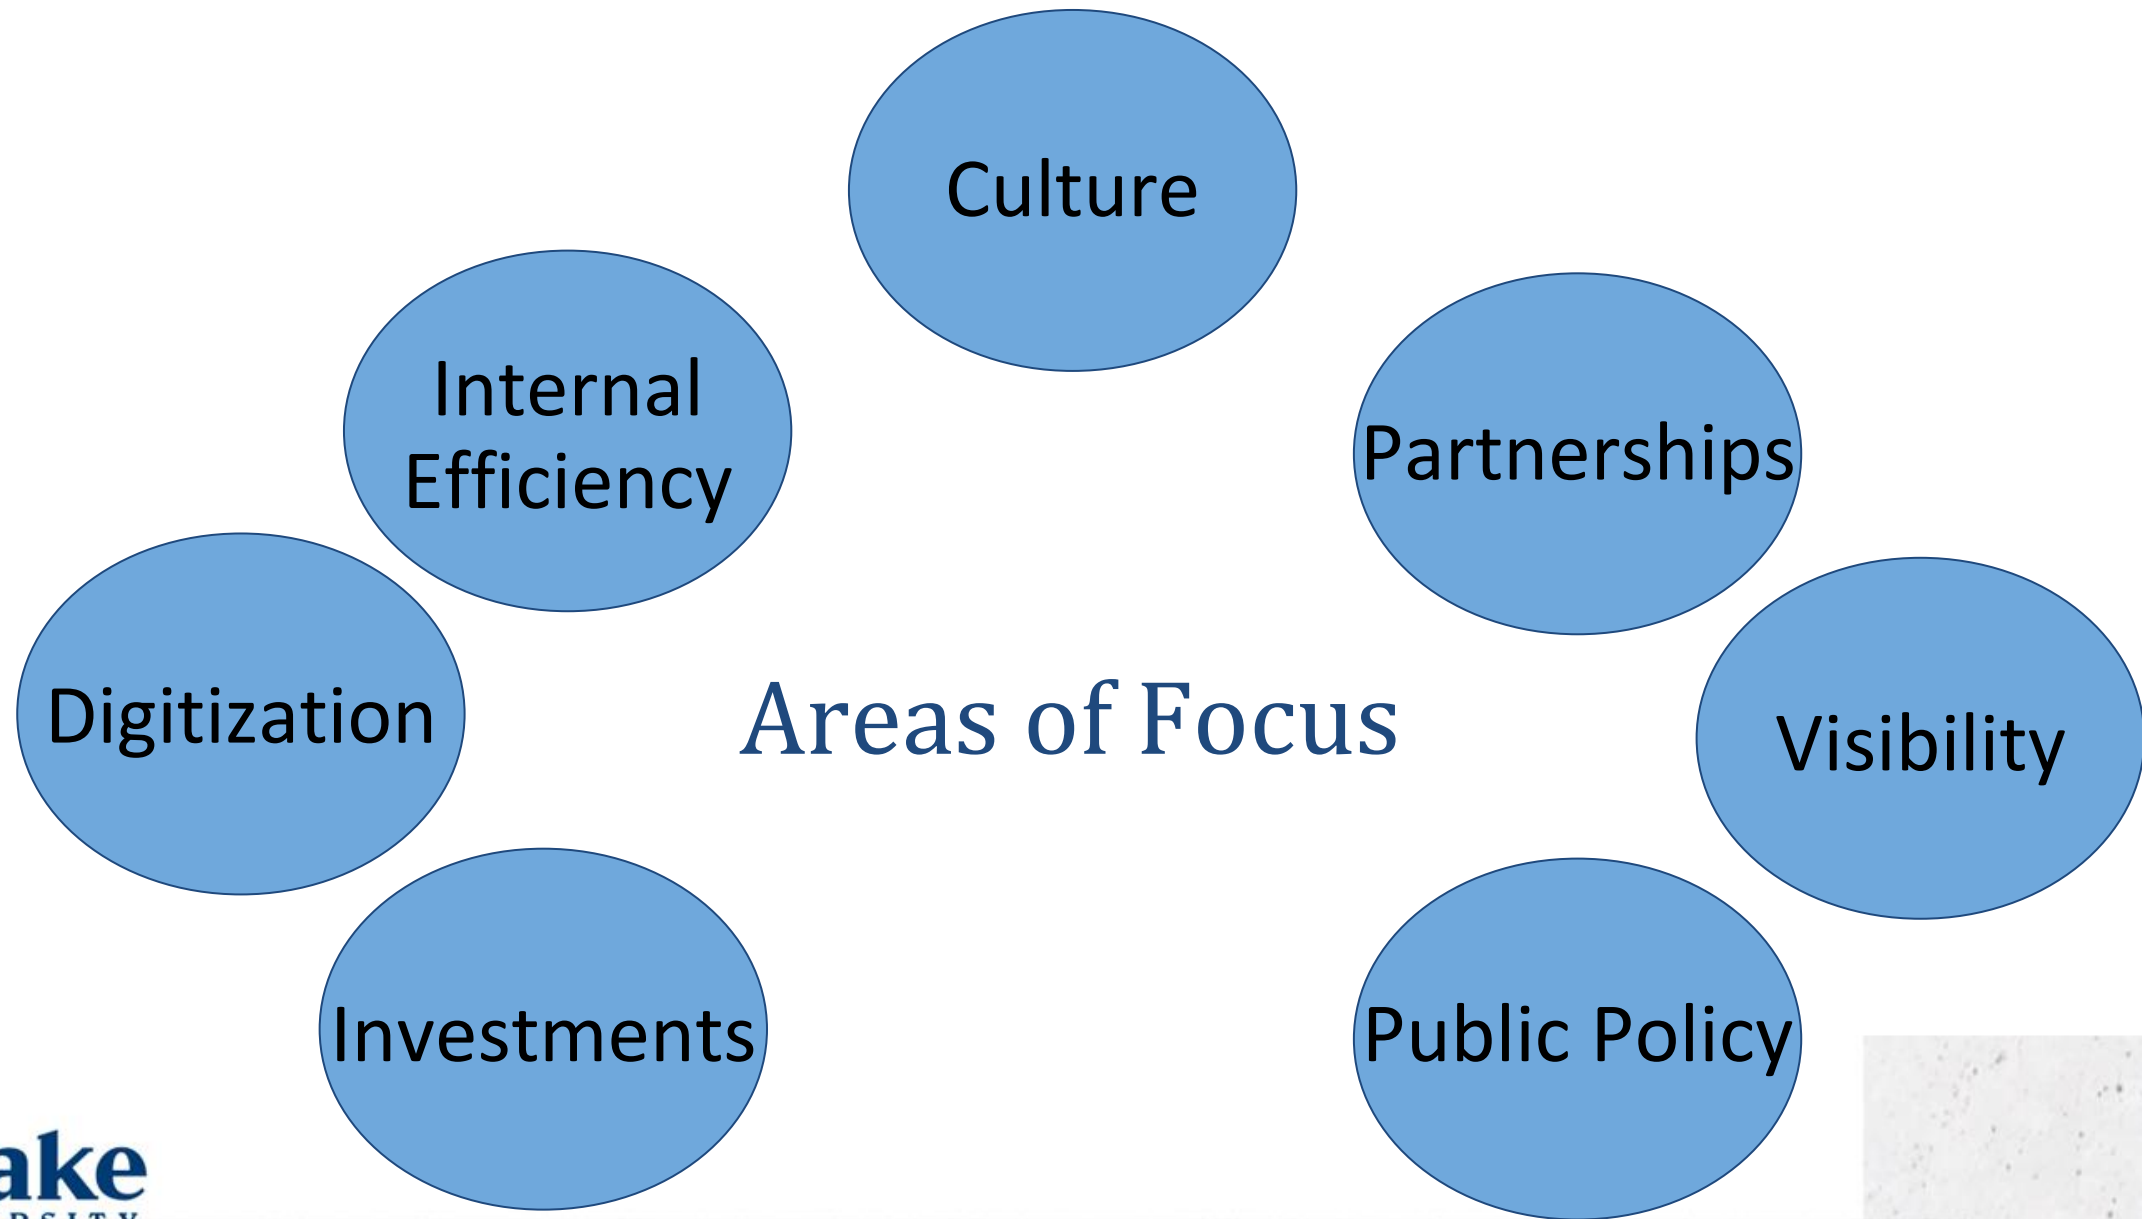 Culture
Internal
Efficiency
Partnerships
Digitization
Areas of Focus
Visibility
Investments
Public Policy
ake